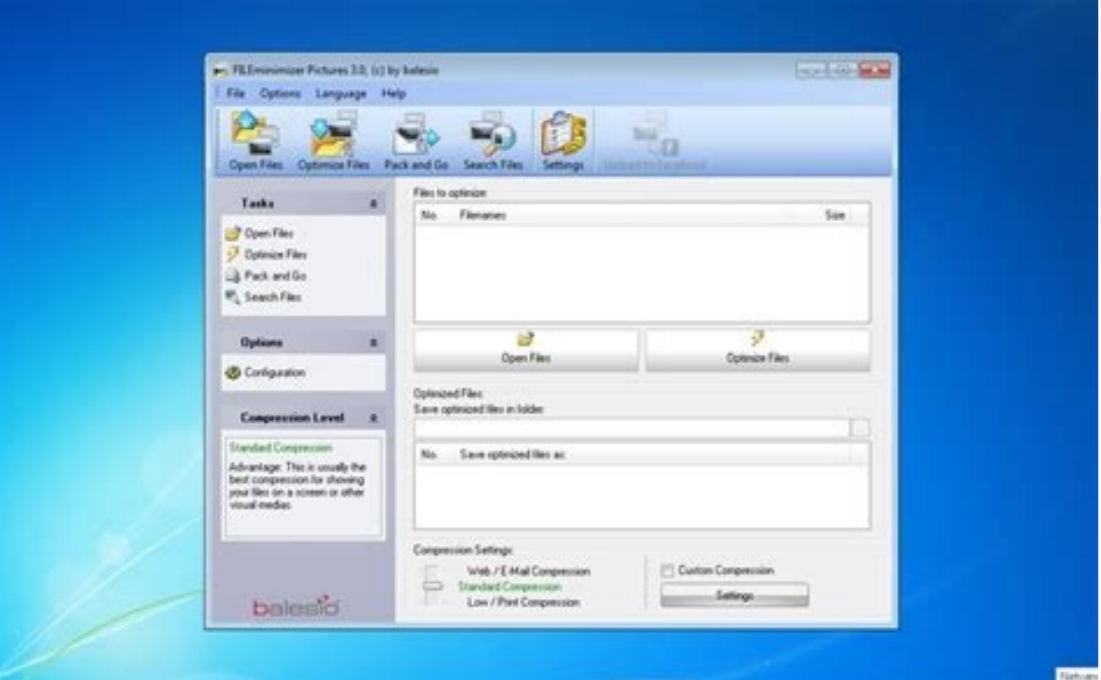 FILEminimizer Pictures 3.0, (c) by balesio
File Options Language Help
Open Files Optimize Files Pack and Go Search Files Settings Upload to Facebook
Tasks
Open Files
Optimize Files
Pack and Go
Search Files
Options
Configuration
Compression Level
Standard Compression
Advantage: This is usually the
best compression for showing
your files on a screen or other
visual medias.
balesio
Files to optimize:
No. Filenames Size
Open Files Optimize Files
Optimized Files:
Save optimized files in folder:
No. Save optimized files as:
Compression Settings:
Web / E-Mail Compression
Standard Compression
Low / Print Compression
Custom Compression
Settings